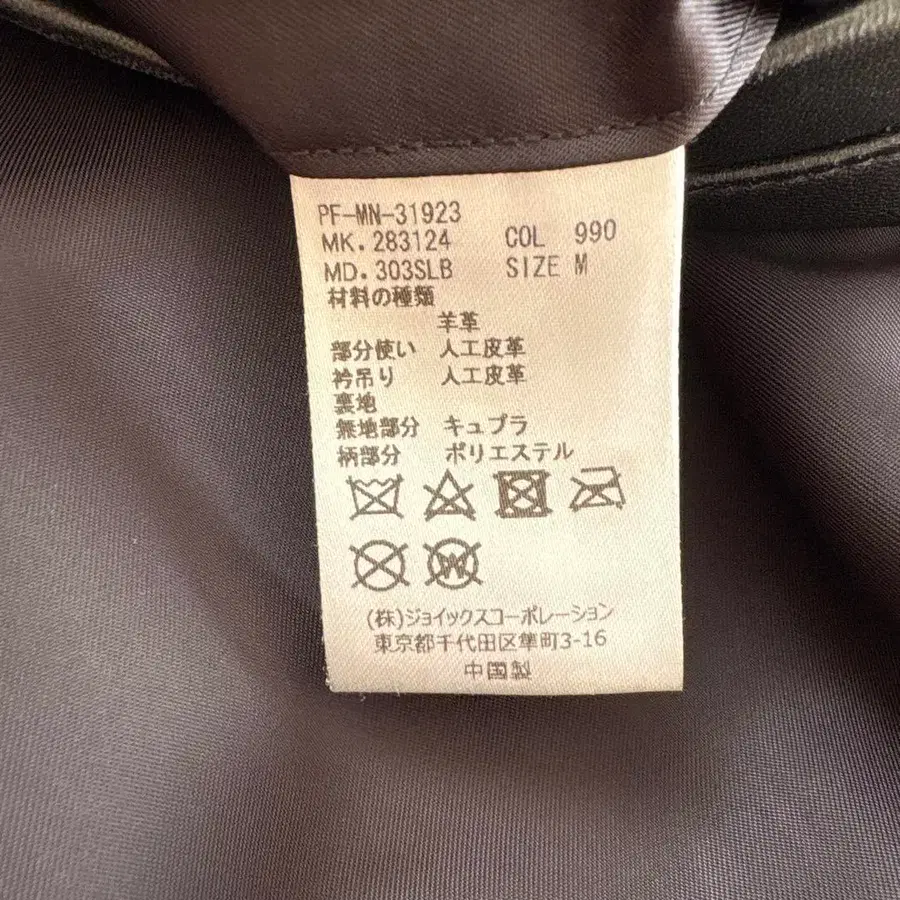 PF-MN-31923
MK.283124 COL 990
MD.303SLB SIZE M
材料の種類
羊革
部分使い 人工皮革
衿吊り 人工皮革
裏地
無地部分 キュプラ
柄部分 ポリエステル
W
(株)ジョイックスコーポレーション
東京都千代田区隼町3-16
中国製